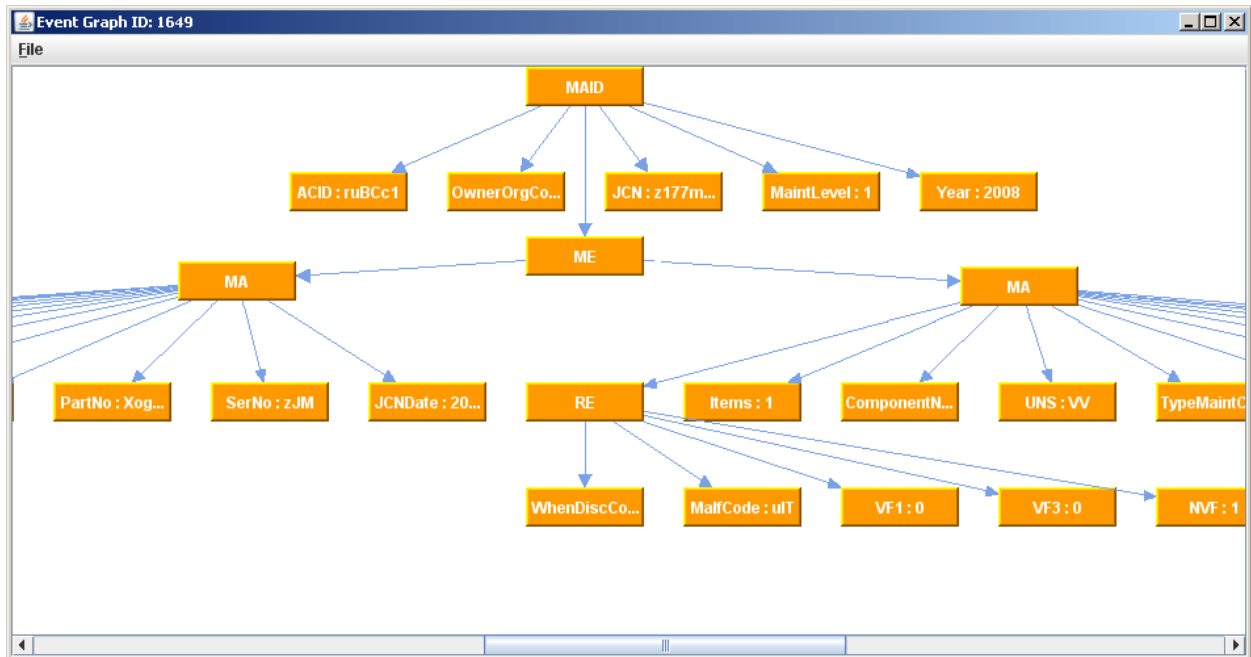 Event Graph ID: 1649
File
MAID
ACID : ruBCc1
OwnerOrgCo...
JCN : z177m...
MaintLevel : 1
Year : 2008
ME
MA
MA
PartNo : Xog...
SerNo : zJM
JCNDate : 20...
RE
Items : 1
ComponentN...
UNS : VV
TypeMaintC
WhenDiscCo...
MalfCode : uIT
VF1 : 0
VF3 : 0
NVF : 1